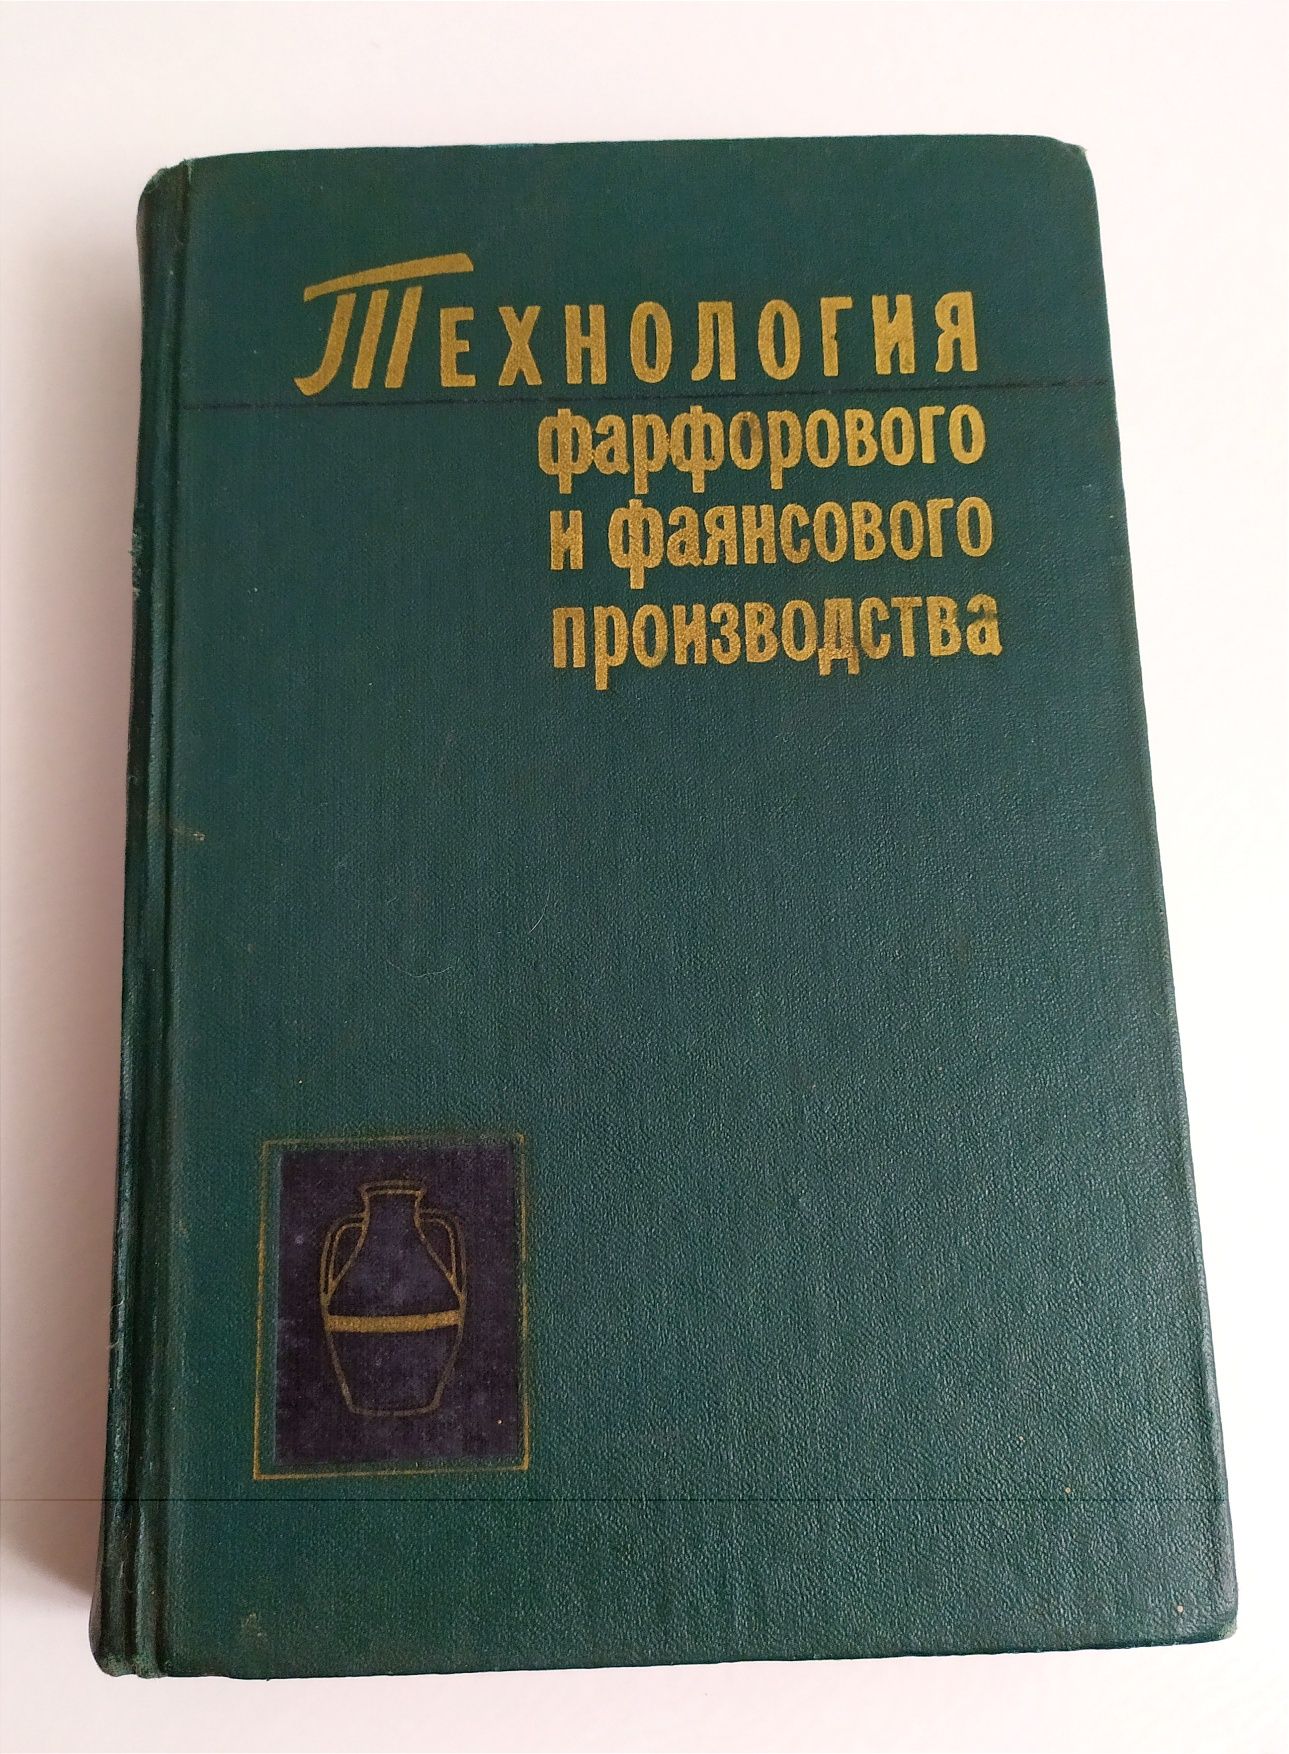 Технология
фарфорового
и фаянсового
производства